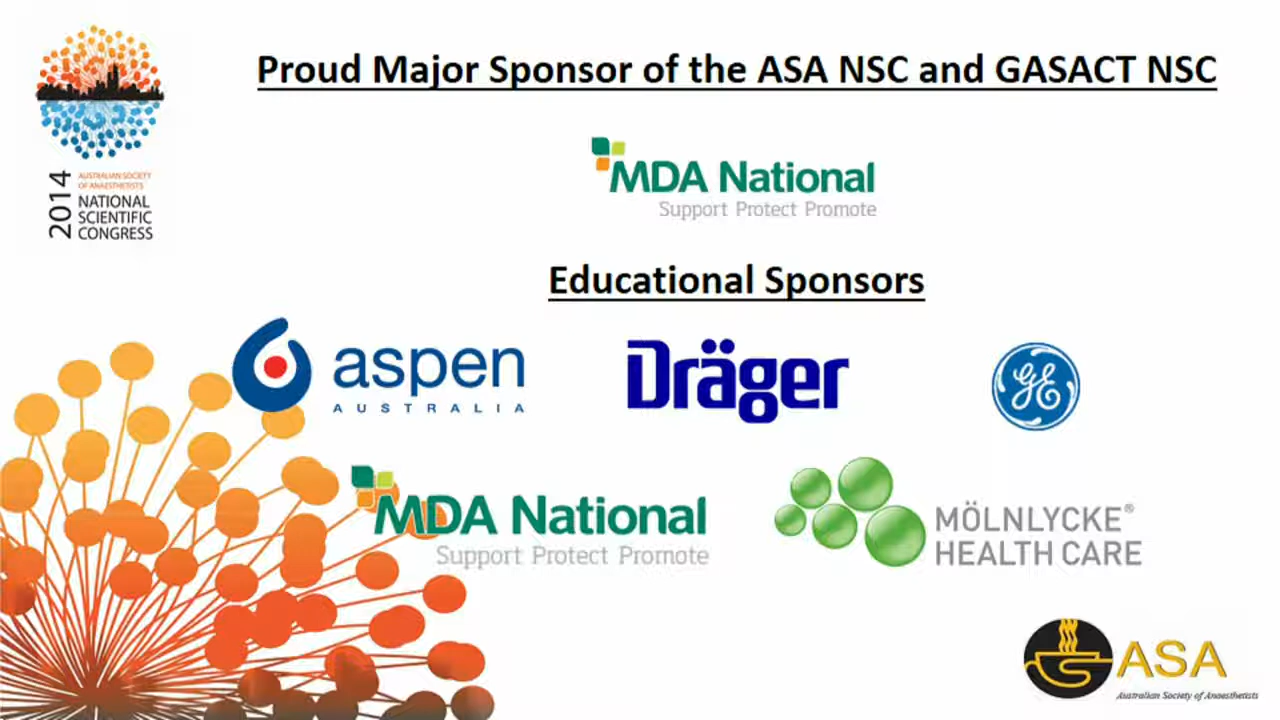 Proud Major Sponsor of the ASA NSC and GASACT NSC
2014
AUSTRALIAN SOCIETY
OF ANAESTHETISTS
NATIONAL
SCIENTIFIC
CONGRESS
MDA National
Support Protect Promote
Educational Sponsors
aspen
AUSTRALIA
Dräger
GE
MDA National
Support Protect Promote
MÖLNLYCKE®
HEALTH CARE
ASA
Australian Society of Anaesthetists